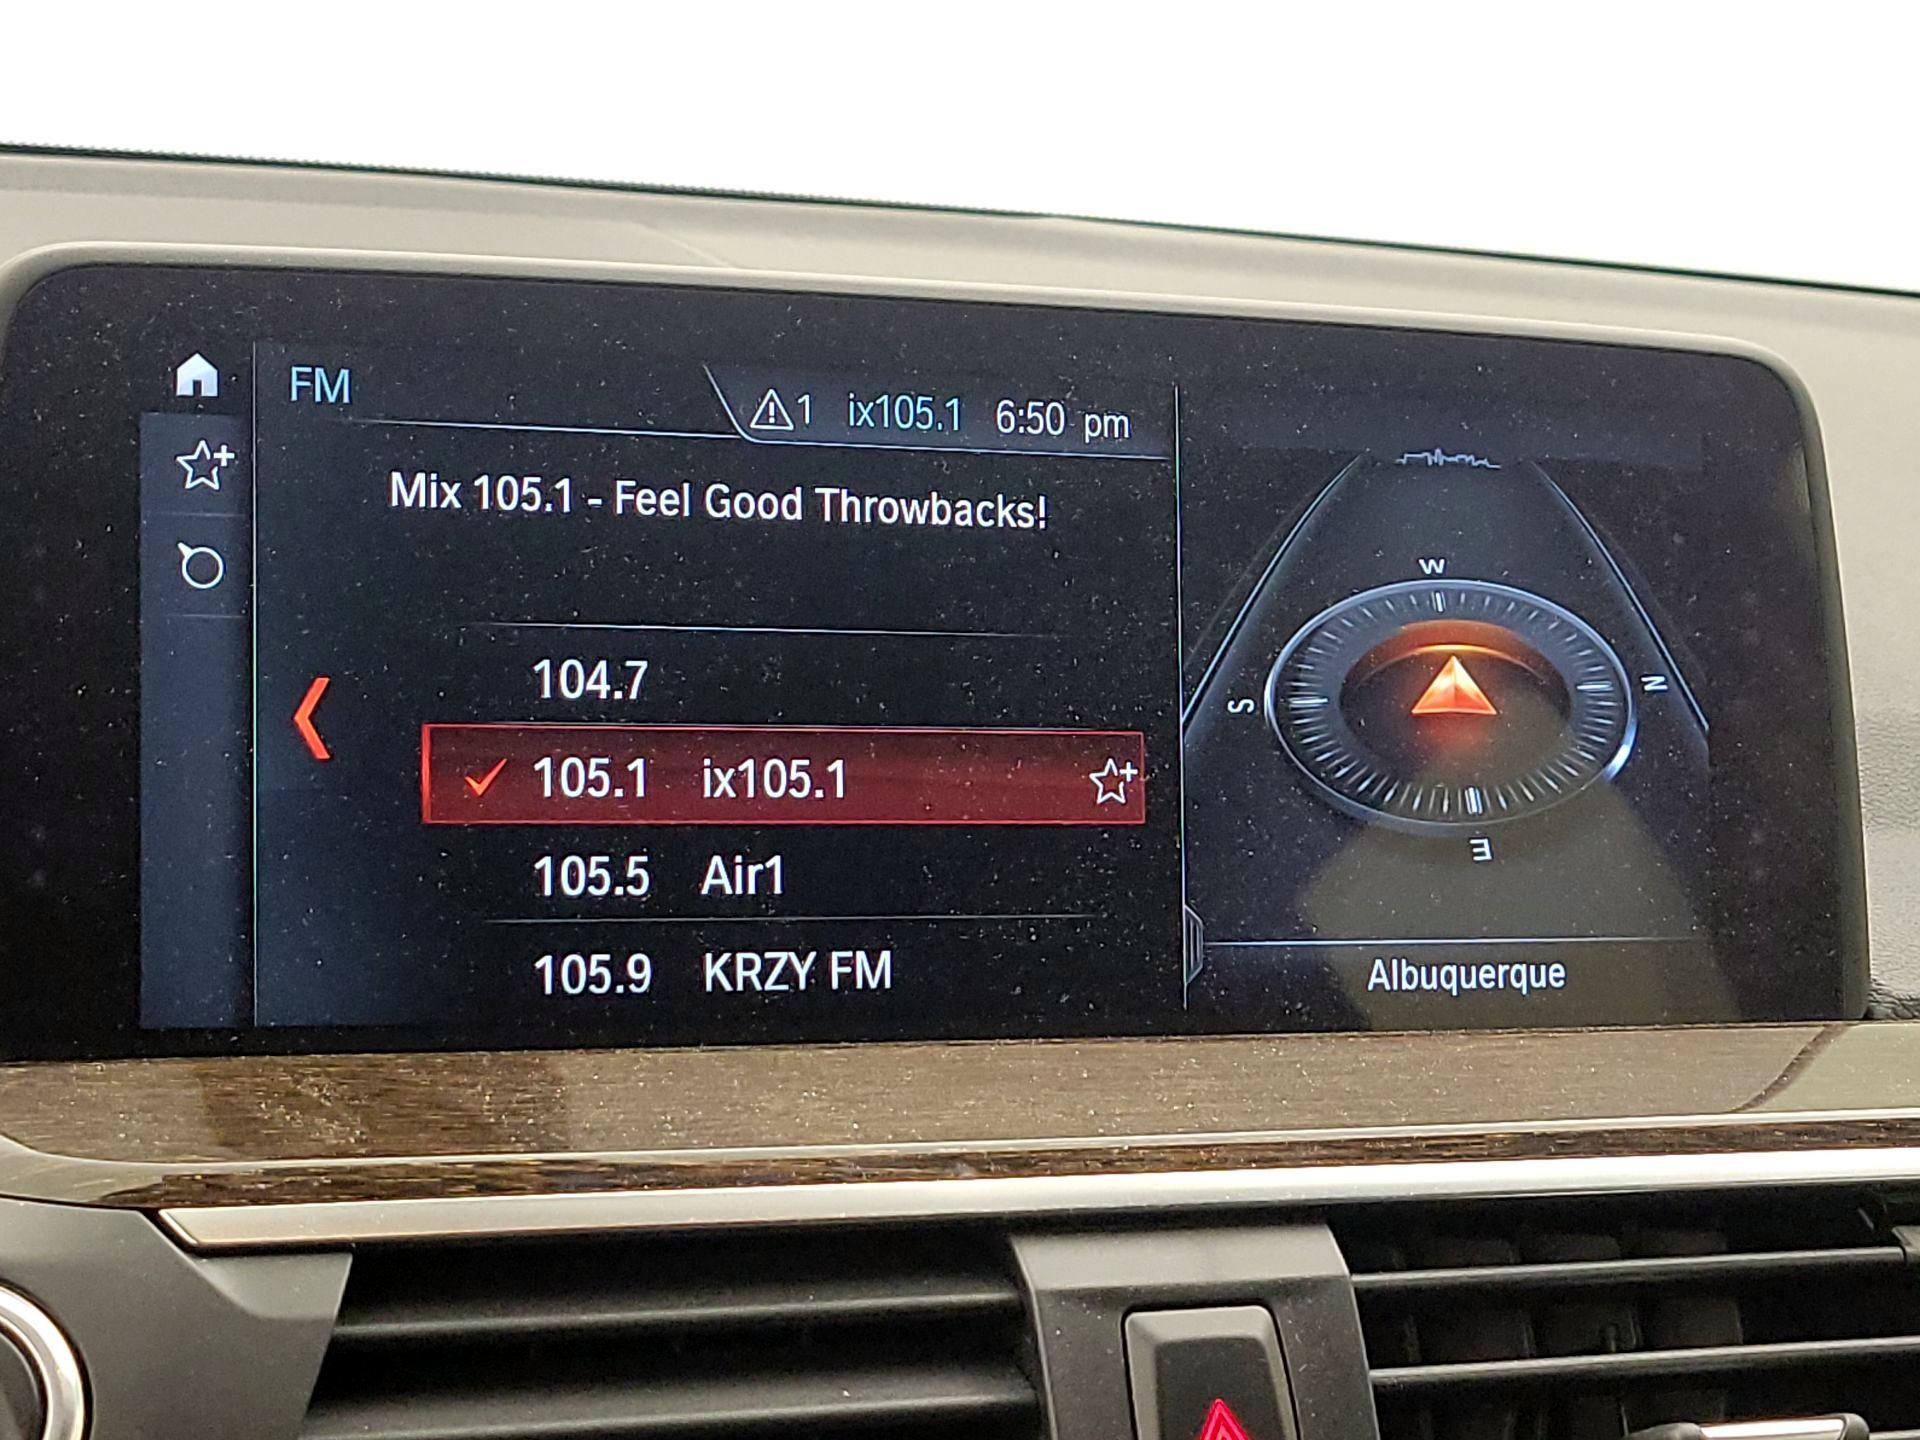 FM
1 ix105.1 6:50 pm
Mix 105.1 - Feel Good Throwbacks!
104.7
105.1 ix105.1
105.5 Air1
105.9 KRZY FM
W
S
N
E
Albuquerque